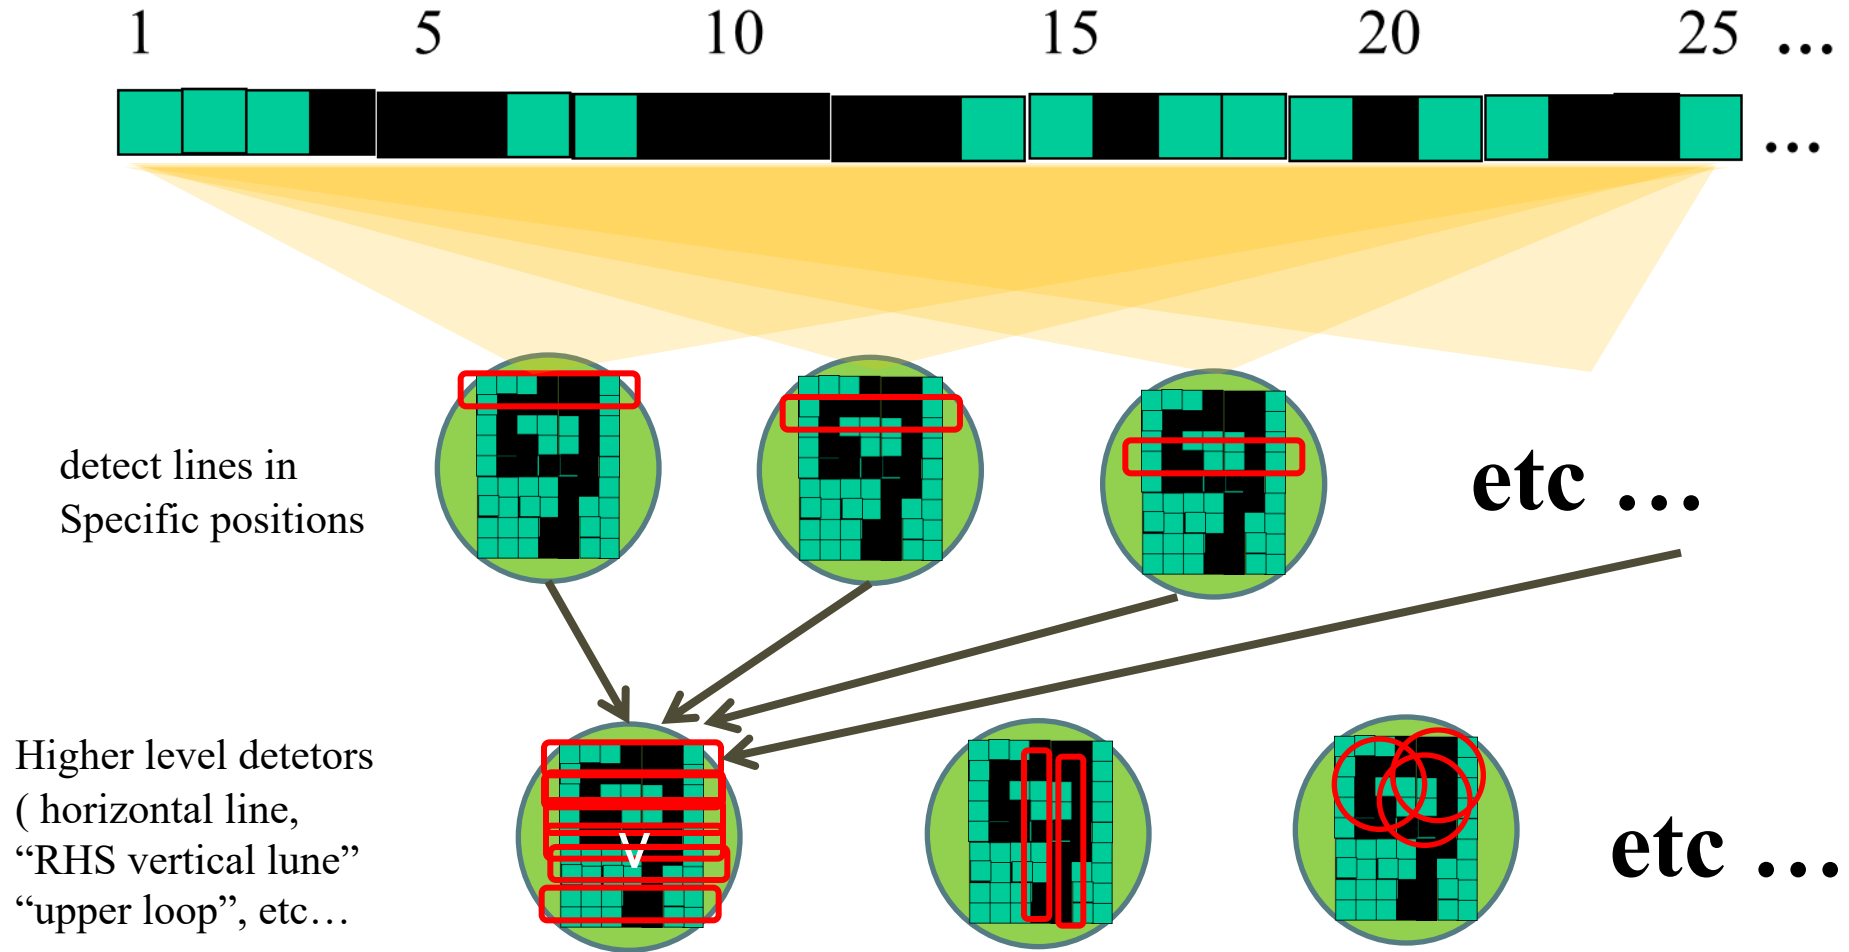 1 5 10 15 20 25 ...
...
detect lines in
Specific positions
etc ...
Higher level detetors
( horizontal line,
“RHS vertical lune”
“upper loop”, etc…
v
etc ...